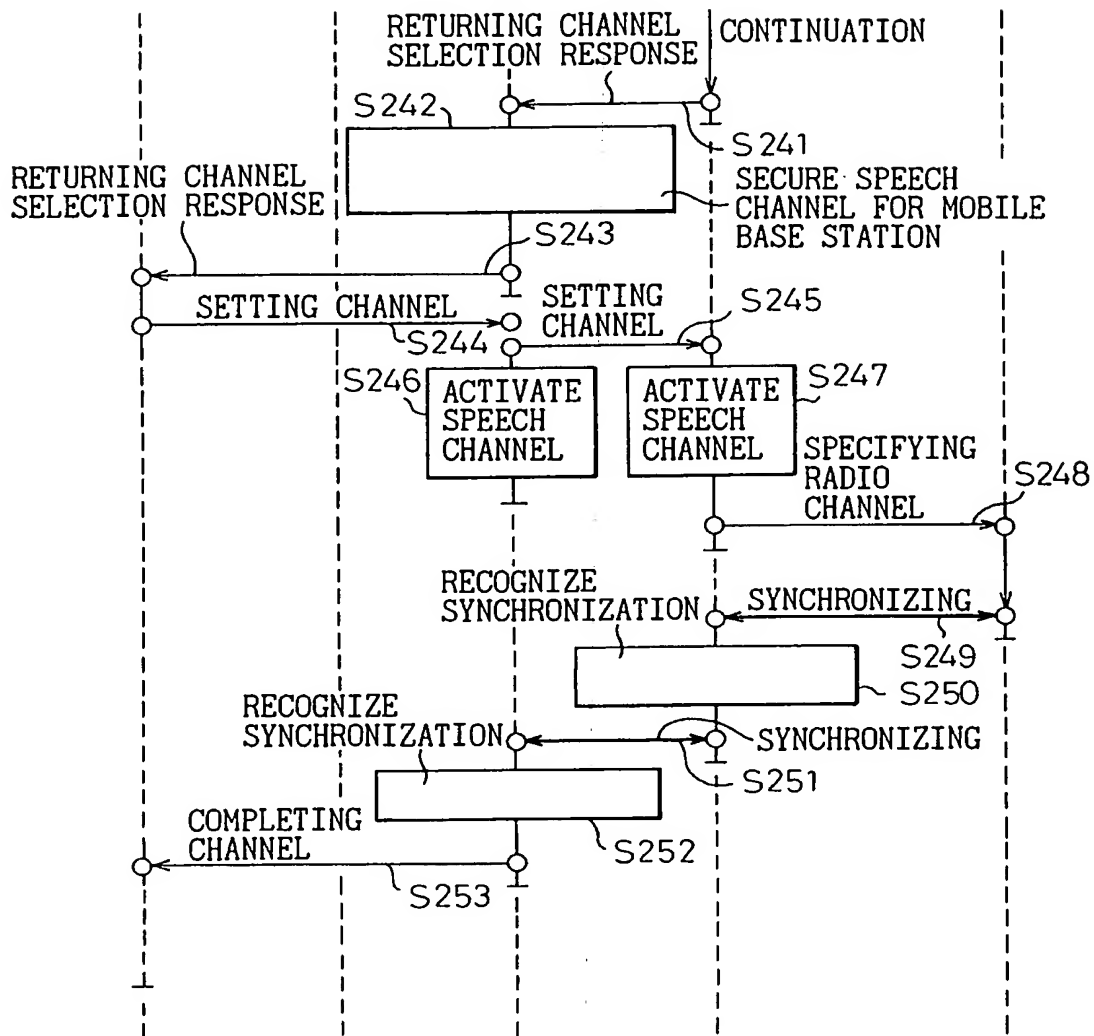 RETURNING CHANNEL
SELECTION RESPONSE
CONTINUATION
S242
S241
RETURNING CHANNEL
SELECTION RESPONSE
SECURE SPEECH
CHANNEL FOR MOBILE
BASE STATION
S243
SETTING CHANNEL
S244
SETTING
CHANNEL
S245
S246
ACTIVATE
SPEECH
CHANNEL
ACTIVATE
SPEECH
CHANNEL
S247
SPECIFYING
RADIO
CHANNEL
S248
RECOGNIZE
SYNCHRONIZATION
SYNCHRONIZING
S249
S250
RECOGNIZE
SYNCHRONIZATION
SYNCHRONIZING
S251
COMPLETING
CHANNEL
S252
S253